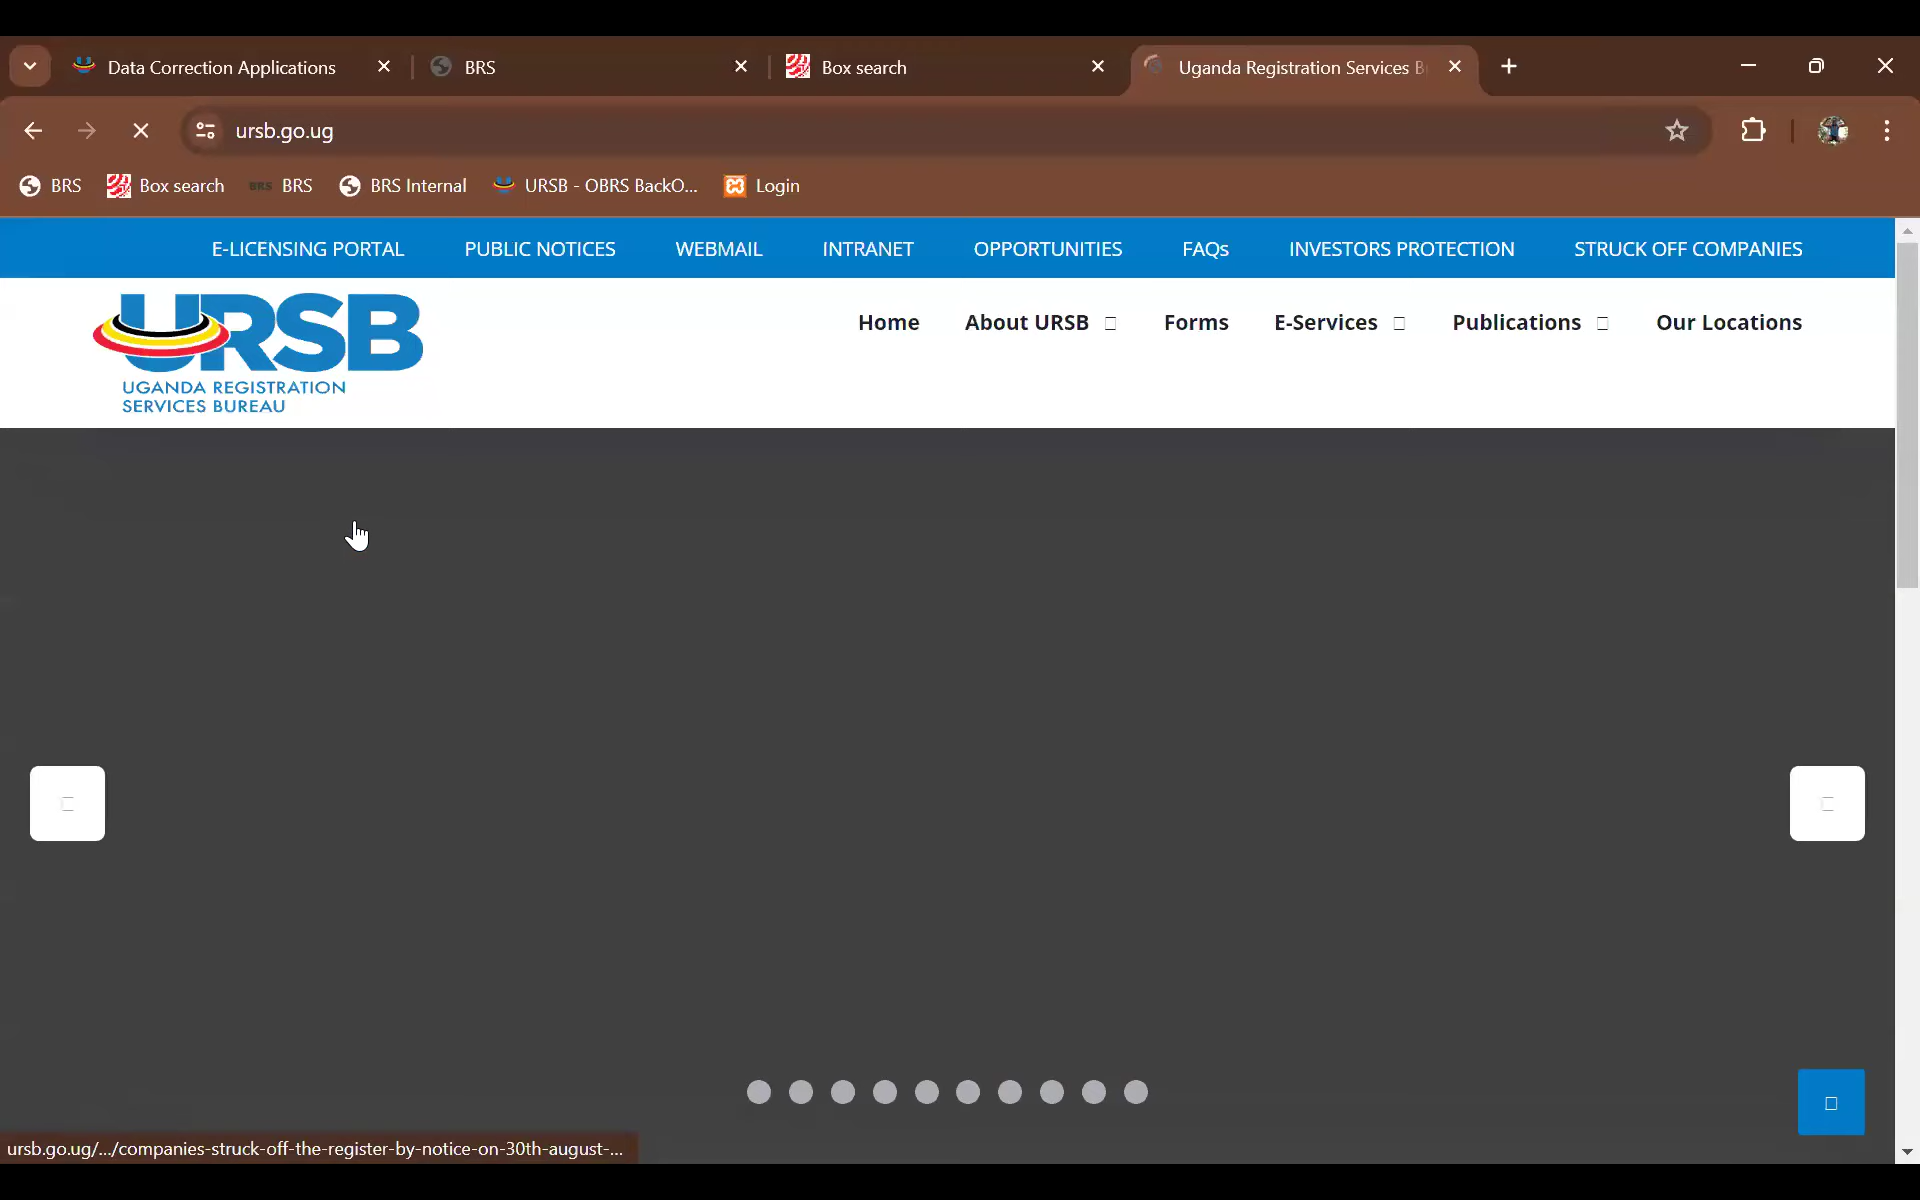 Data Correction Applications
BRS
Box search
Uganda Registration Services B
ursb.go.ug
BRS
Box search
BRS
BRS
BRS Internal
URSB - OBRS BackO...
Login
E-LICENSING PORTAL
PUBLIC NOTICES
WEBMAIL
INTRANET
OPPORTUNITIES
FAQs
INVESTORS PROTECTION
STRUCK OFF COMPANIES
URSB
UGANDA REGISTRATION
SERVICES BUREAU
Home
About URSB
Forms
E-Services
Publications
Our Locations
ursb.go.ug/.../companies-struck-off-the-register-by-notice-on-30th-august-...